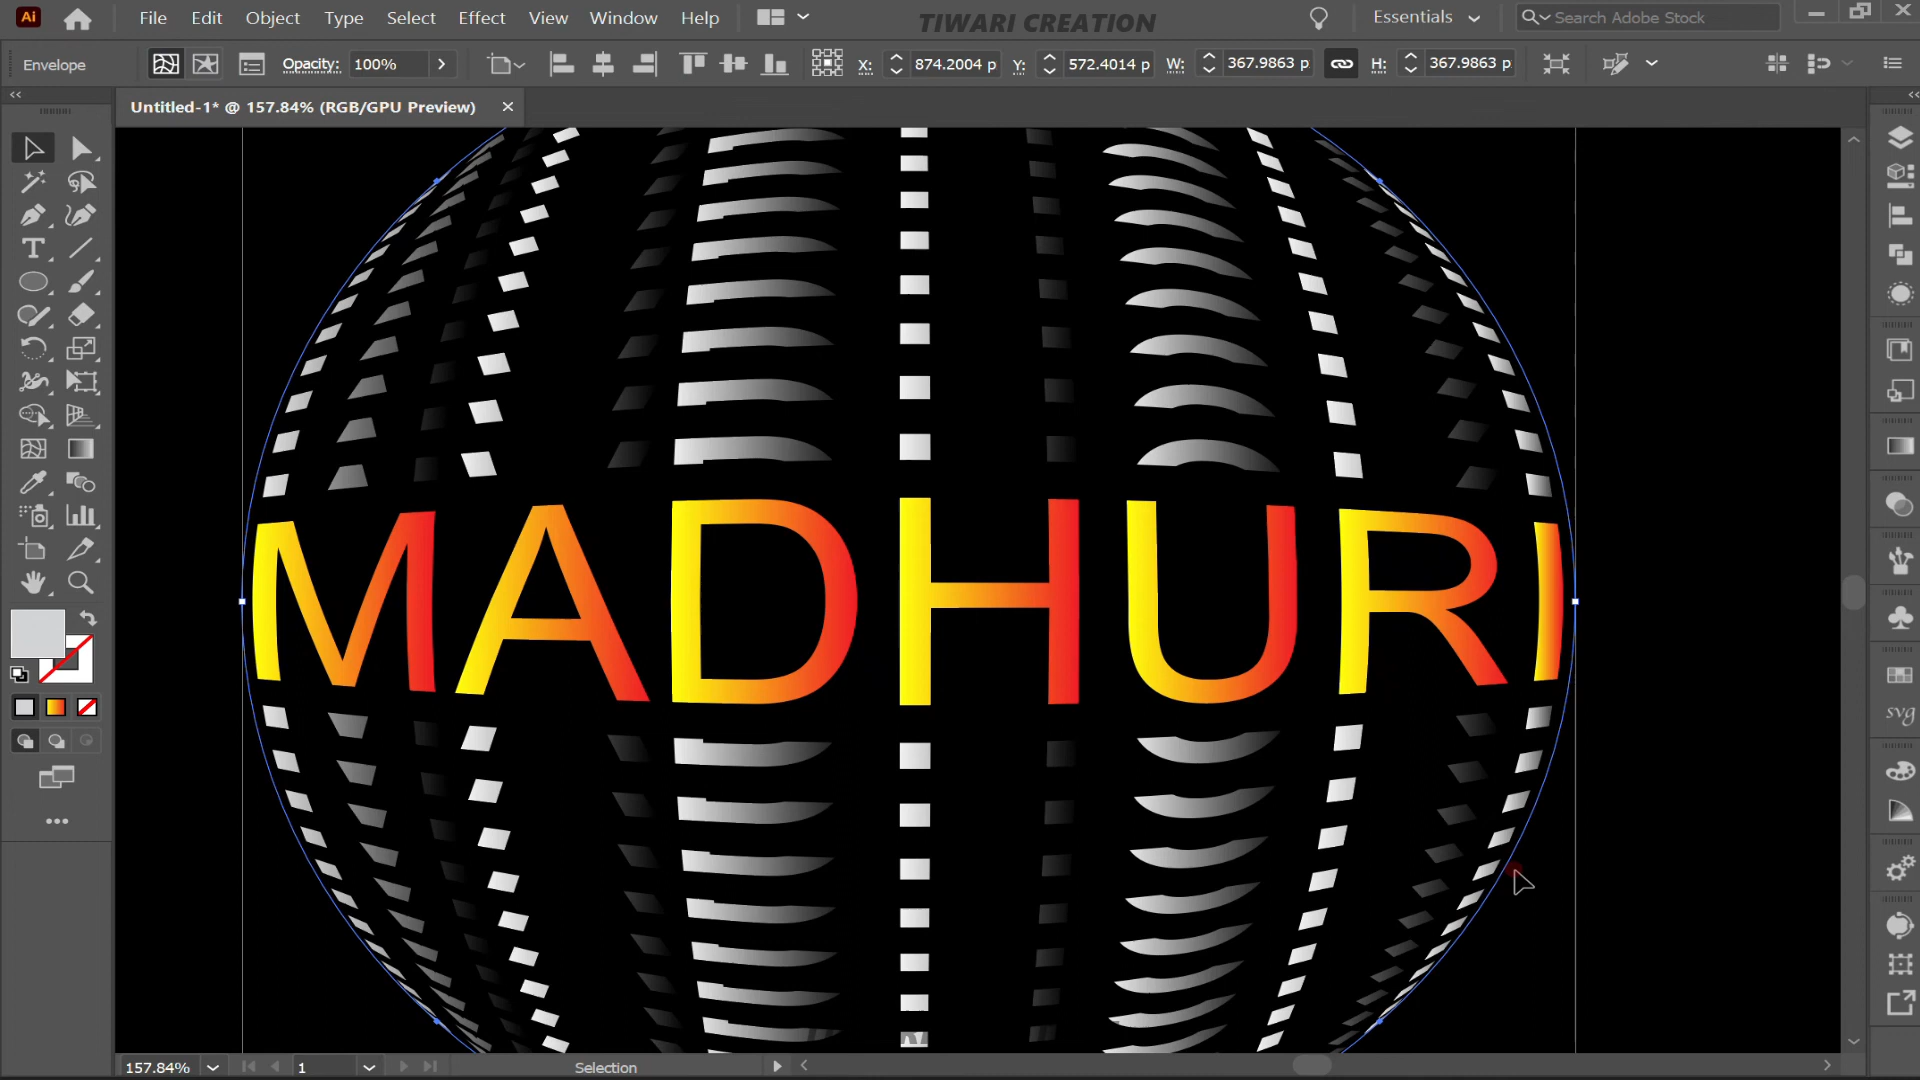 Ai File Edit Object Type Select Effect View Window Help TIWARI CREATION Essentials Search Adobe Stock
Envelope Opacity: 100% X: 874.2004 p Y: 572.4014 p W: 367.9863 p H: 367.9863 p
Untitled-1* @ 157.84% (RGB/GPU Preview)
MADHURI
svg
157.84% 1 Selection